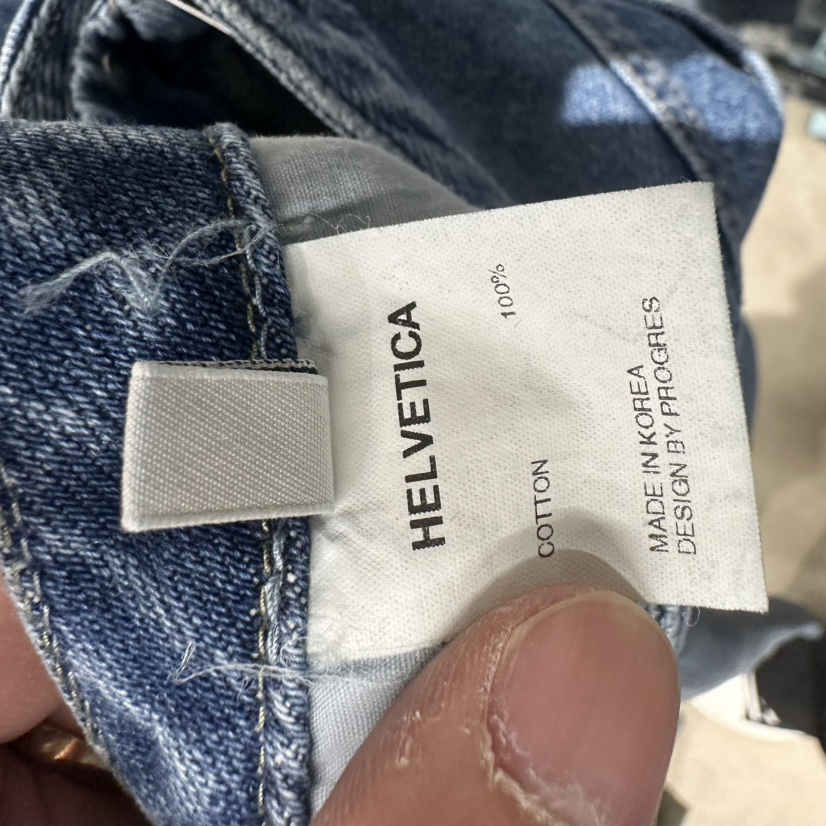 HELVETICA
COTTON 100%
MADE IN KOREA
DESIGN BY PROGRES